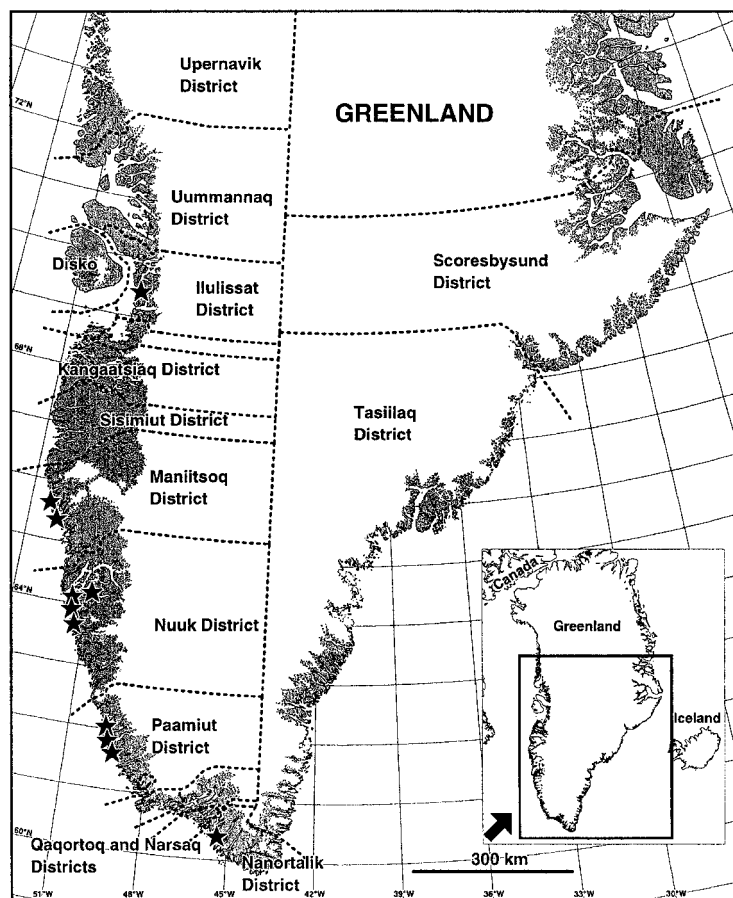 Upernavik
District
72°N
GREENLAND
Uummannaq
District
Disko
Ilulissat
District
Scoresbysund
District
68°N
Kangaatsiaq District
Sisimiut District
Tasiilaq
District
Maniitsoq
District
64°N
Nuuk District
Canada
Greenland
Iceland
Paamiut
District
60°N
Qaqortoq and Narsaq
Districts
Nanortalik
District
300 km
51°W
48°W
45°W
42°W
39°W
36°W
33°W
30°W